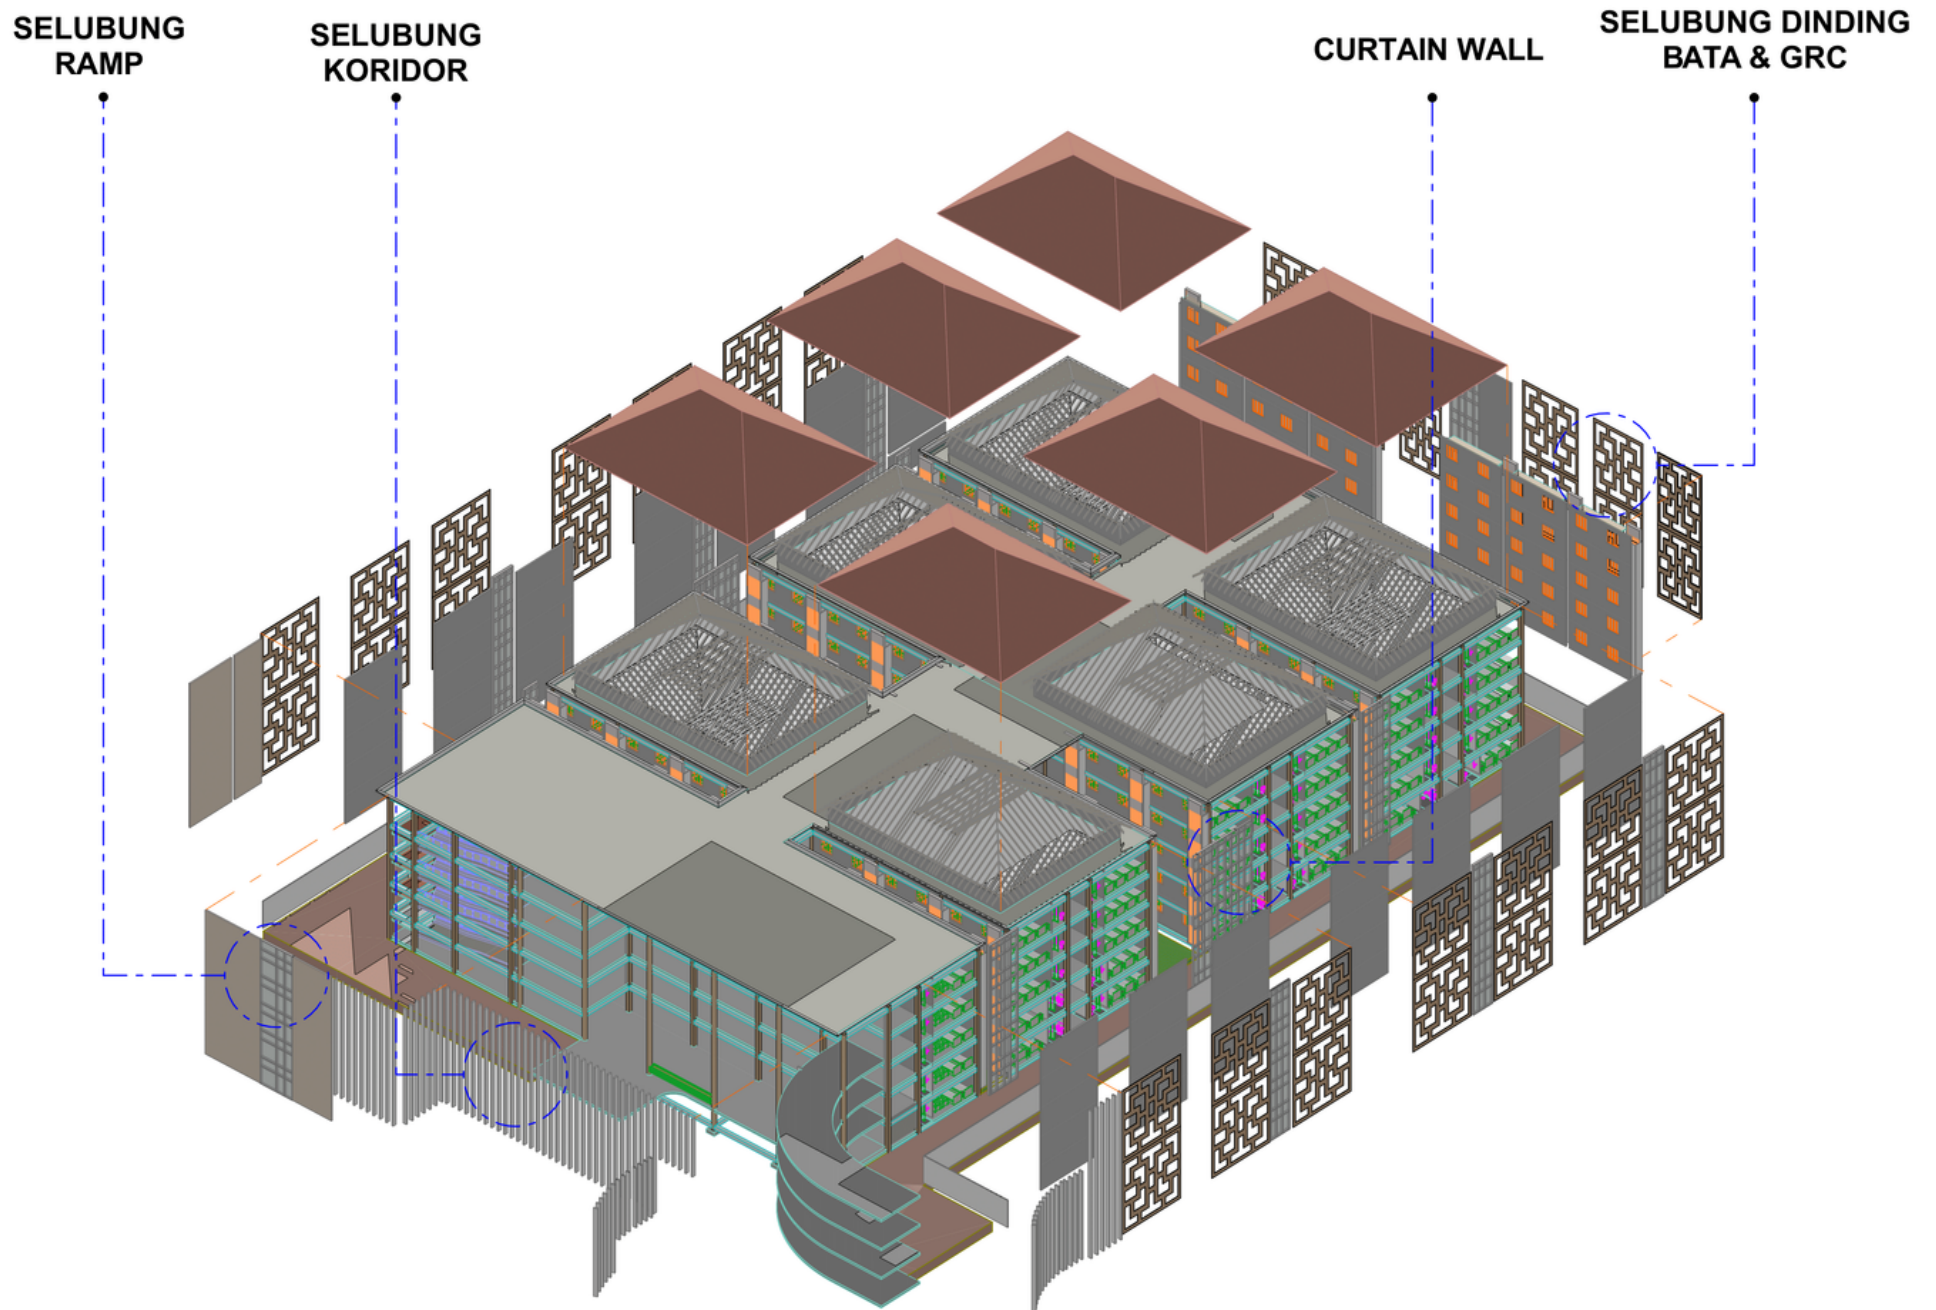 SELUBUNG
RAMP
SELUBUNG
KORIDOR
CURTAIN WALL
SELUBUNG DINDING
BATA & GRC